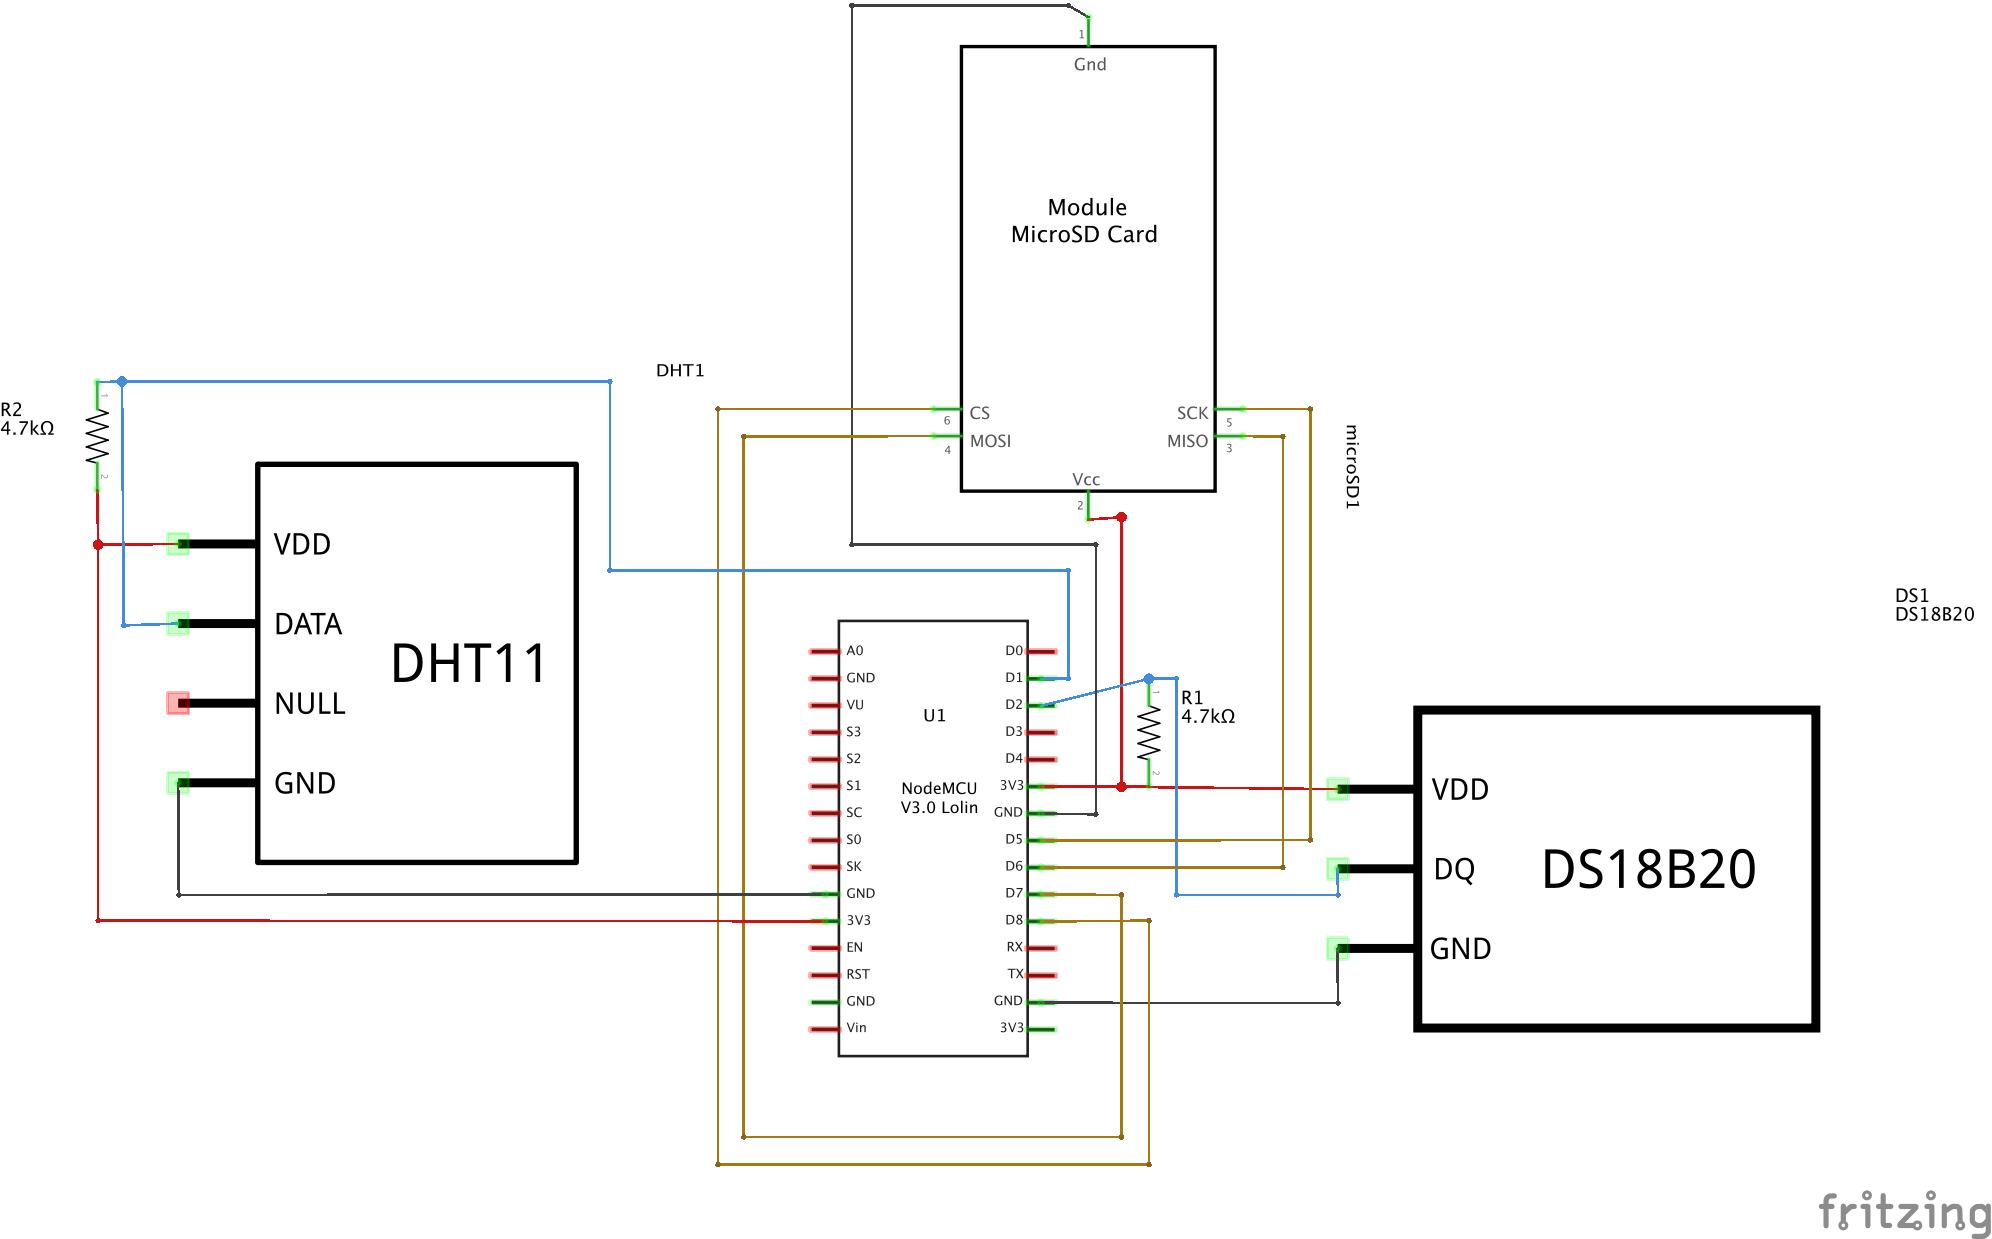 1
Gnd
Module
MicroSD Card
DHT1
6
CS
MOSI
4
SCK
5
MISO
3
Vcc
2
microSD1
R2
4.7kΩ
1
2
VDD
DATA
NULL
GND
DHT11
A0
GND
VU
S3
S2
S1
SC
S0
SK
GND
3V3
EN
RST
GND
Vin
U1
NodeMCU
V3.0 Lolin
D0
D1
D2
D3
D4
3V3
GND
D5
D6
D7
D8
RX
TX
GND
3V3
1
R1
4.7kΩ
2
DS1
DS18B20
VDD
DQ
GND
DS18B20
fritzing